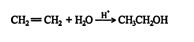 CH₂=CH₂ + H₂O →[H⁺] CH₃CH₂OH